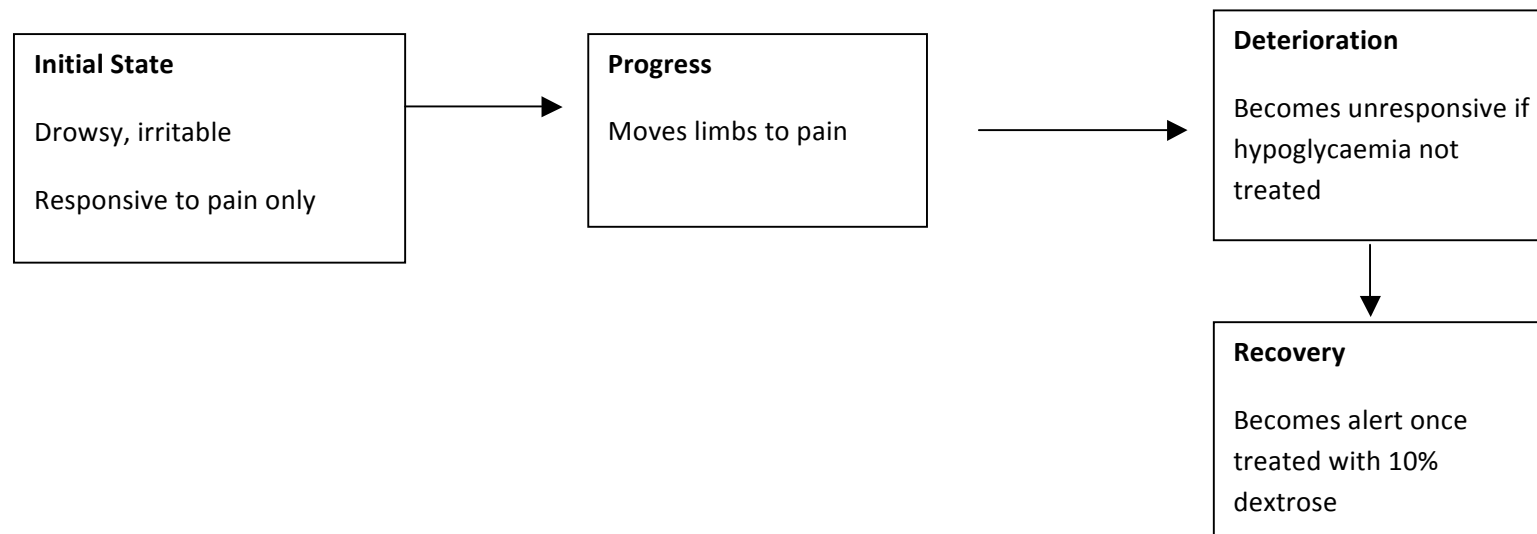 Initial State
Drowsy, irritable
Responsive to pain only
Progress
Moves limbs to pain
Deterioration
Becomes unresponsive if
hypoglycaemia not
treated
Recovery
Becomes alert once
treated with 10%
dextrose